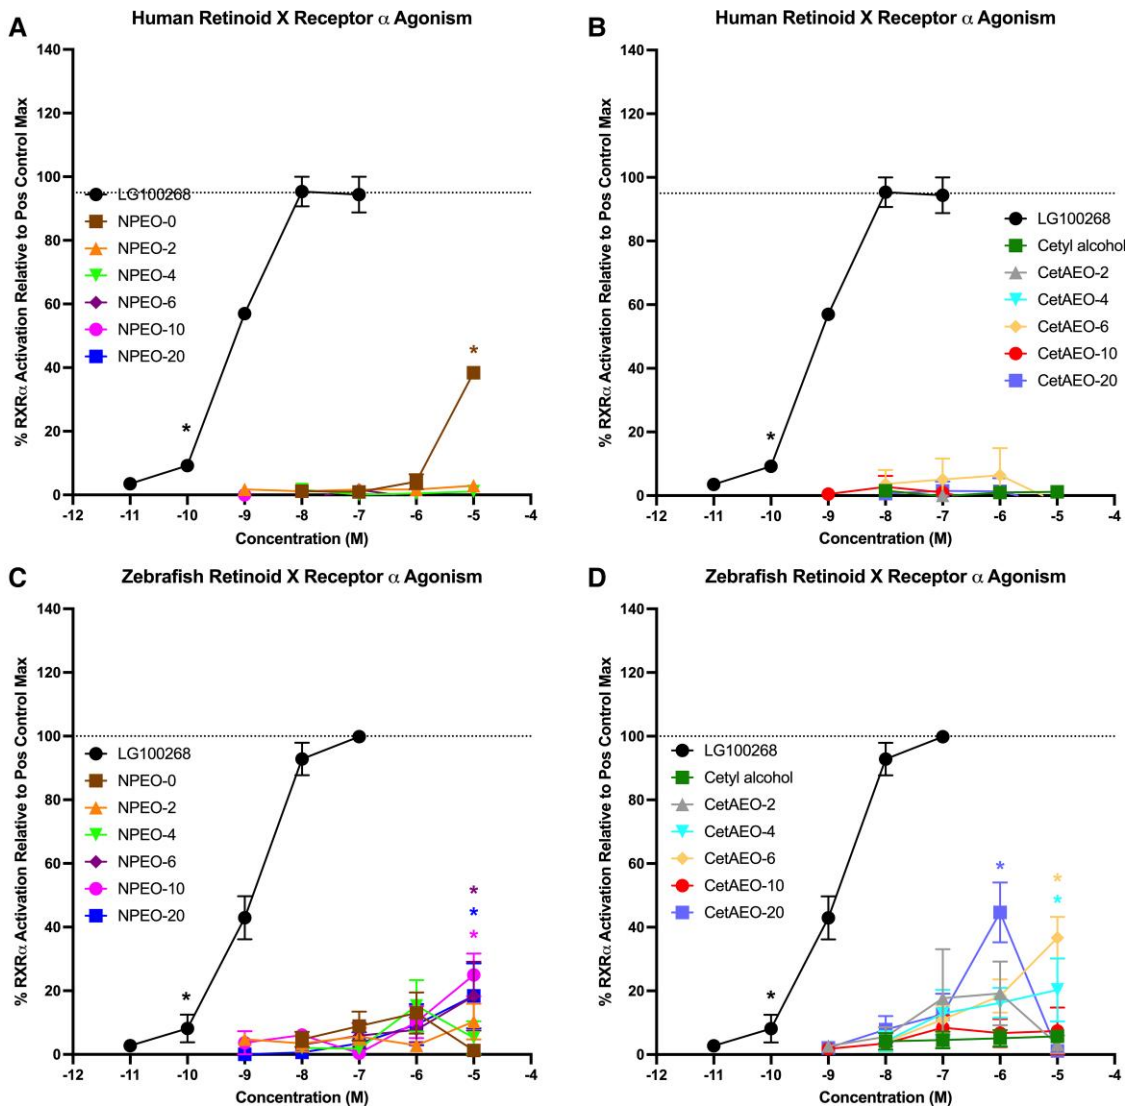 A
Human Retinoid X Receptor α Agonism
% RXRα Activation Relative to Pos Control Max
140
120
100
80
60
40
20
0
LG100268
NPEO-0
NPEO-2
NPEO-4
NPEO-6
NPEO-10
NPEO-20
*
*
-12 -11 -10 -9 -8 -7 -6 -5 -4
Concentration (M)
B
Human Retinoid X Receptor α Agonism
% RXRα Activation Relative to Pos Control Max
140
120
100
80
60
40
20
0
LG100268
Cetyl alcohol
CetAEO-2
CetAEO-4
CetAEO-6
CetAEO-10
CetAEO-20
*
-12 -11 -10 -9 -8 -7 -6 -5 -4
Concentration (M)
C
Zebrafish Retinoid X Receptor α Agonism
% RXRα Activation Relative to Pos Control Max
140
120
100
80
60
40
20
0
LG100268
NPEO-0
NPEO-2
NPEO-4
NPEO-6
NPEO-10
NPEO-20
*
*
*
*
-12 -11 -10 -9 -8 -7 -6 -5 -4
Concentration (M)
D
Zebrafish Retinoid X Receptor α Agonism
% RXRα Activation Relative to Pos Control Max
140
120
100
80
60
40
20
0
LG100268
Cetyl alcohol
CetAEO-2
CetAEO-4
CetAEO-6
CetAEO-10
CetAEO-20
*
*
*
*
-12 -11 -10 -9 -8 -7 -6 -5 -4
Concentration (M)